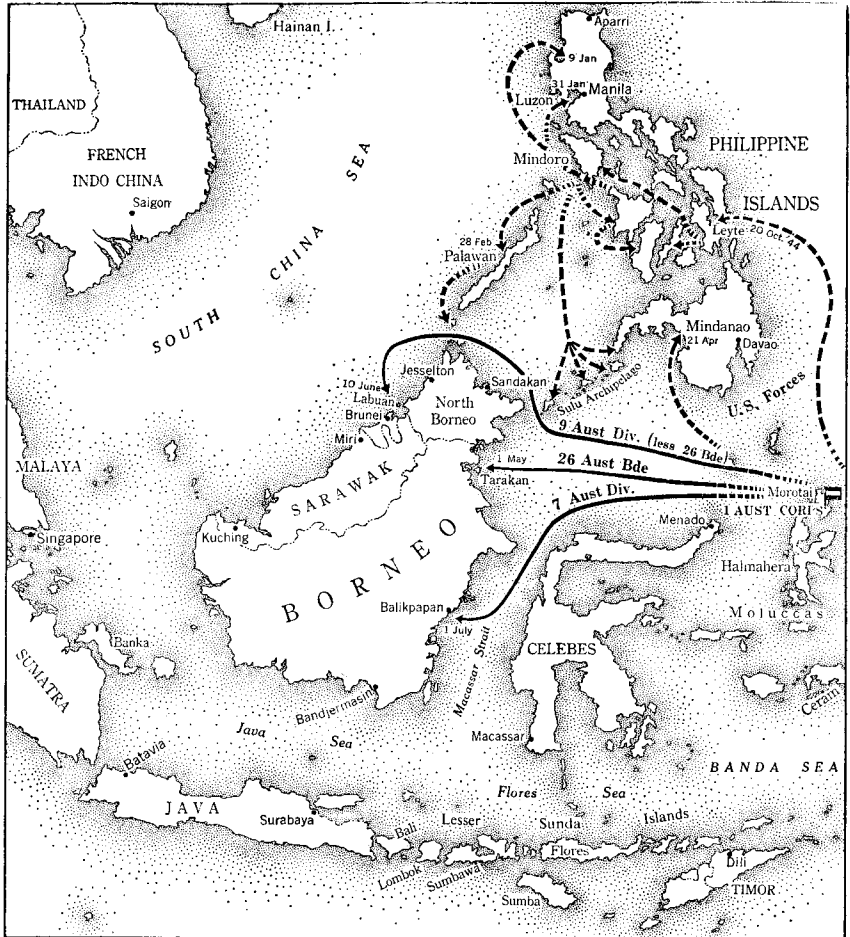 Hainan I.
Aparri
9 Jan
THAILAND
31 Jan
Manila
Luzon
FRENCH
INDO CHINA
Mindoro
PHILIPPINE
ISLANDS
Saigon
SOUTH CHINA SEA
28 Feb
Palawan
Leyte 20 Oct. 44
Mindanao
21 Apr
Davao
Jesselton
Sandakan
10 June
Labuan
Brunei
North
Borneo
Sulu Archipelago
U.S. Forces
Miri
9 Aust Div. (less 26 Bde)
MALAYA
SARAWAK
1 May
Tarakan
26 Aust Bde
7 Aust Div.
Morotai
1 AUST CORPS
Singapore
Kuching
BORNEO
Menado
Halmahera
Moluccas
Balikpapan
1 July
Banka
Macassar Strait
CELEBES
SUMATRA
Bandjermasin
Ceram
Java
Sea
Macassar
Batavia
BANDA SEA
Flores Sea
JAVA
Surabaya
Bali
Lesser Sunda Islands
Lombok
Sumbawa
Flores
Dili
TIMOR
Sumba